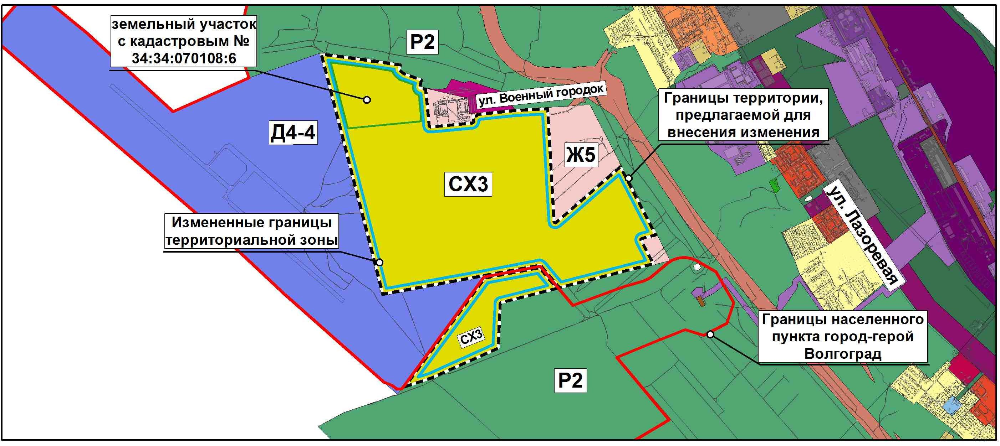 земельный участок
с кадастровым №
34:34:070108:6
Р2
ул. Военный городок
Границы территории,
предлагаемой для
внесения изменения
Д4-4
Ж5
СХ3
ул. Лазоревая
Измененные границы
территориальной зоны
СХ3
Границы населенного
пункта город-герой
Волгоград
Р2